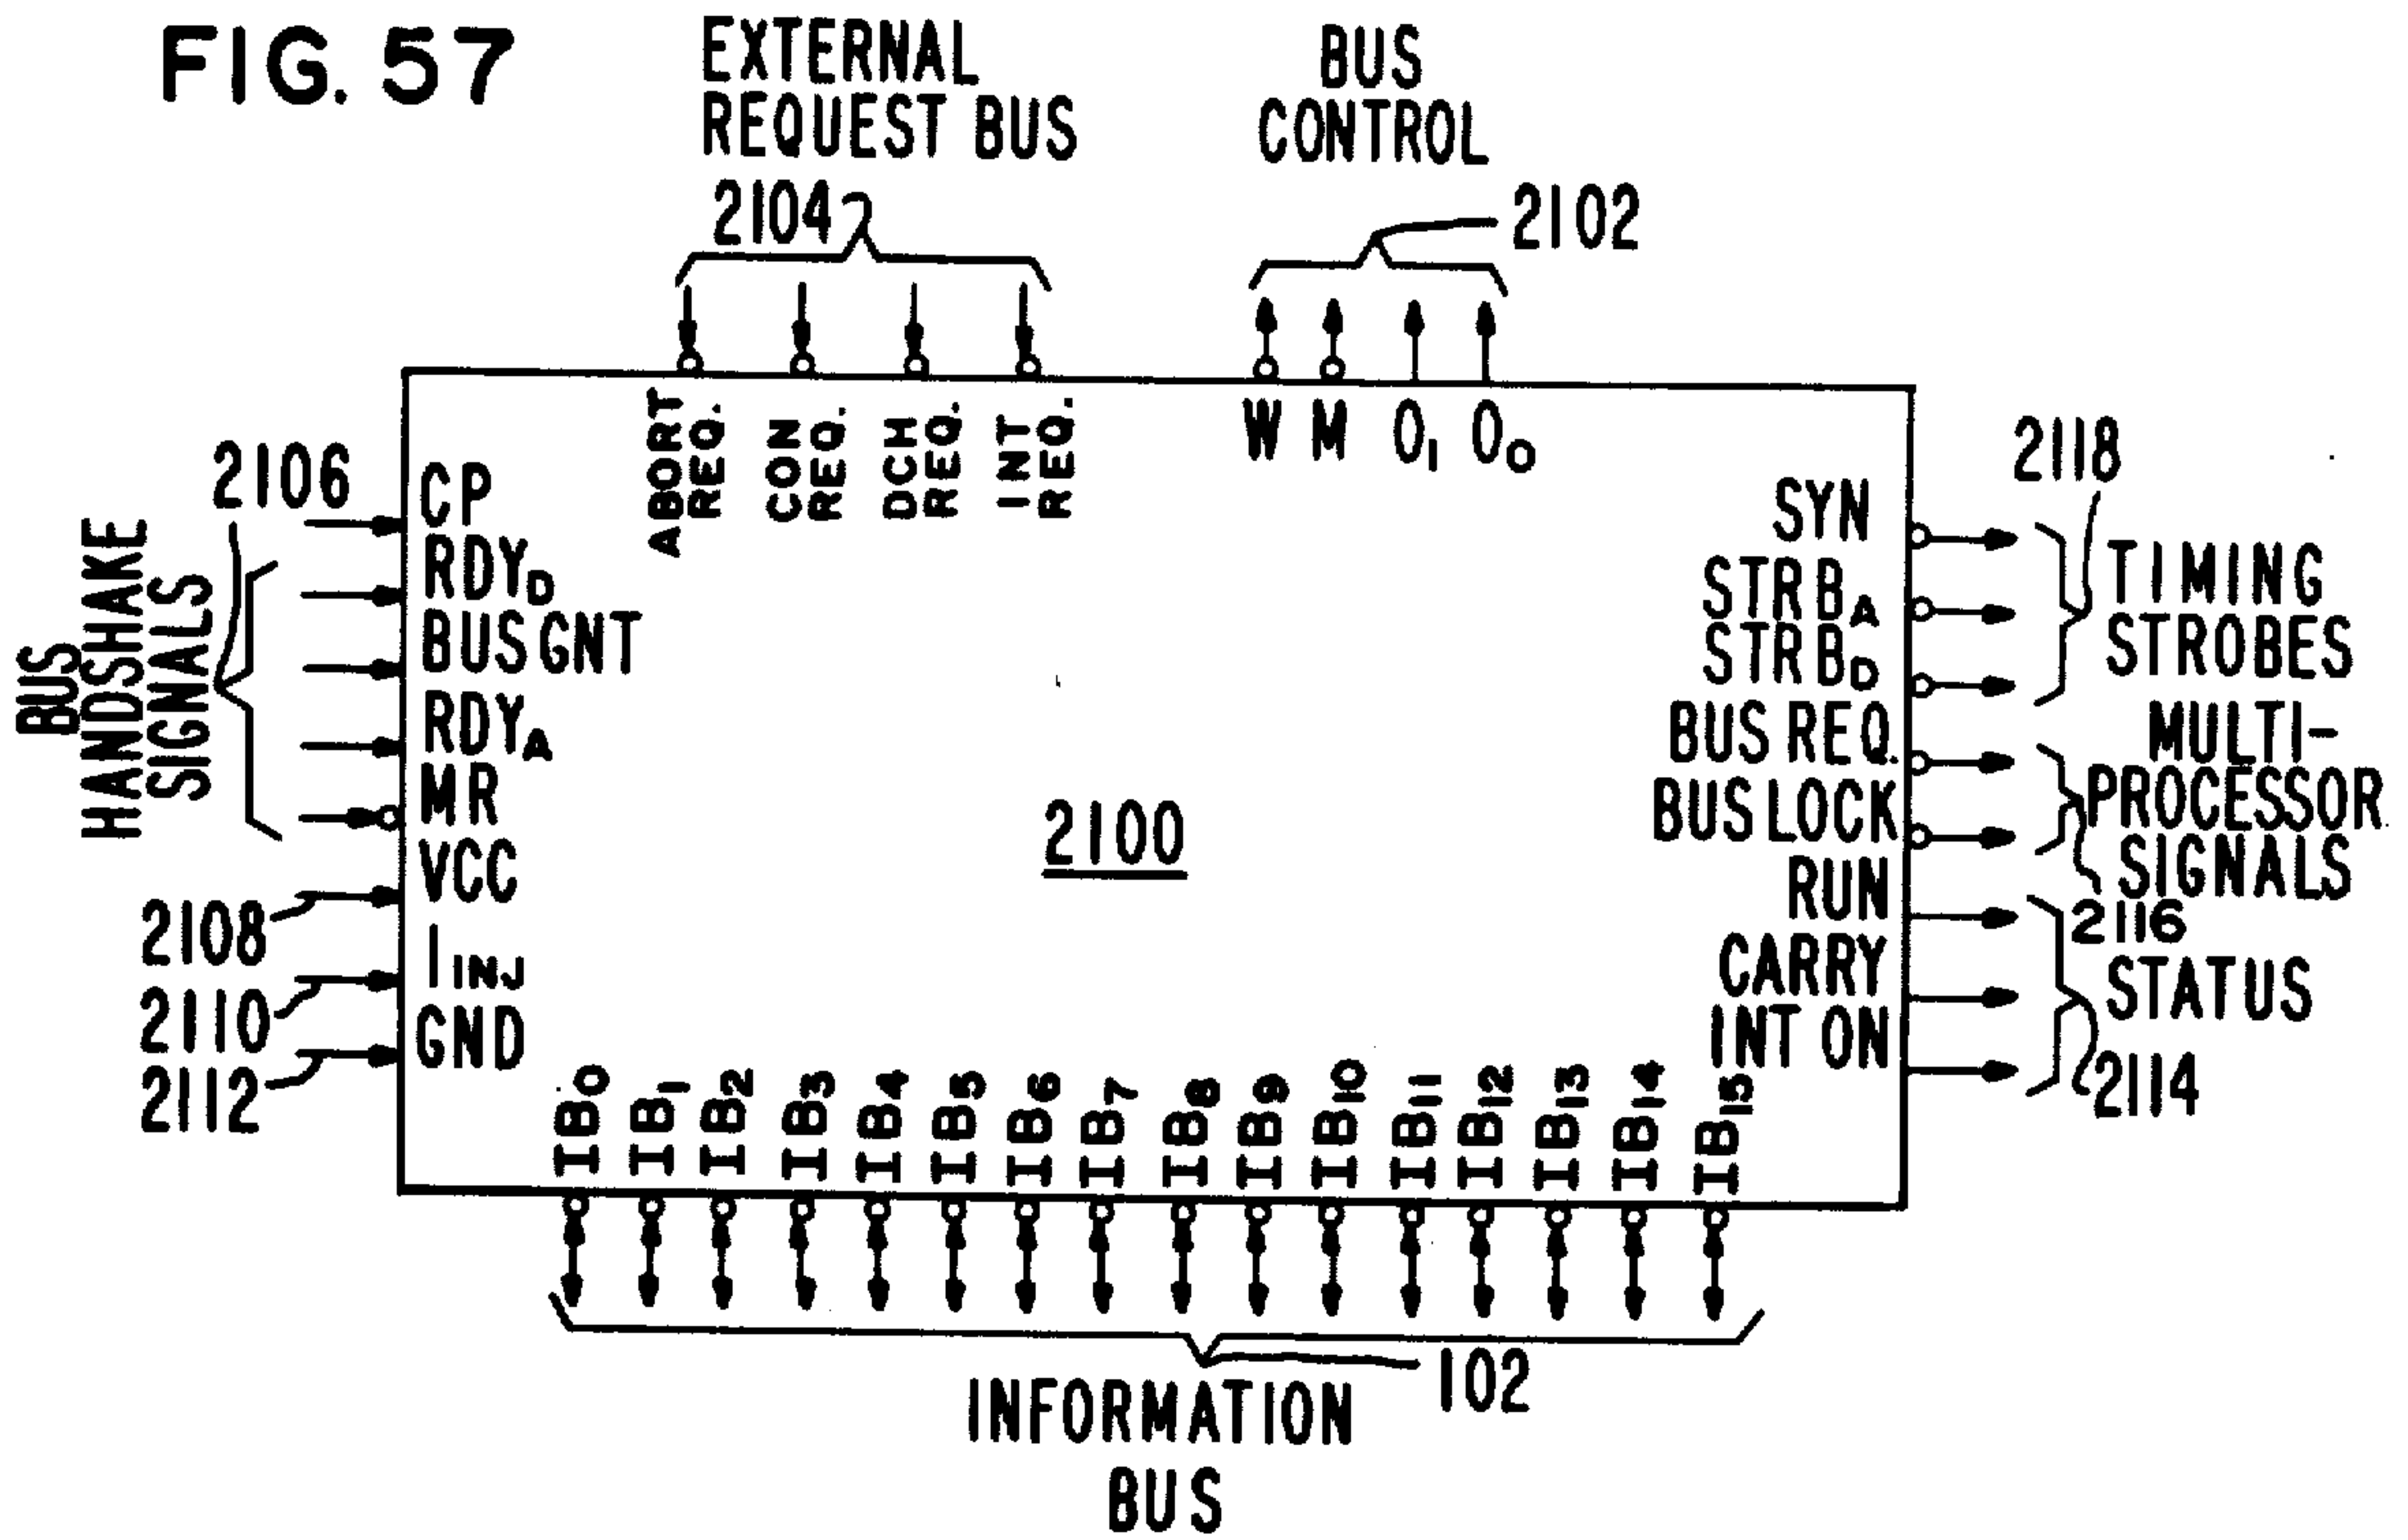 FIG. 57
EXTERNAL
REQUEST BUS
2104
BUS
CONTROL
2102
ABORT
REQ.
CON
REQ.
DCH
REQ.
INT
REQ.
W M O1 O0
2106
BUS
HANDSHAKE
SIGNALS
CP
RDYD
BUS GNT
RDYA
MR
VCC
2108
IINJ
2110
GND
2112
2100
SYN
STRBA
STRBD
BUS REQ.
BUS LOCK
RUN
CARRY
INT ON
2118
TIMING
STROBES
MULTI-
PROCESSOR
SIGNALS
2116
STATUS
2114
IB0 IB1 IB2 IB3 IB4 IB5 IB6 IB7 IB8 IB9 IB10 IB11 IB12 IB13 IB14 IB15
102
INFORMATION
BUS